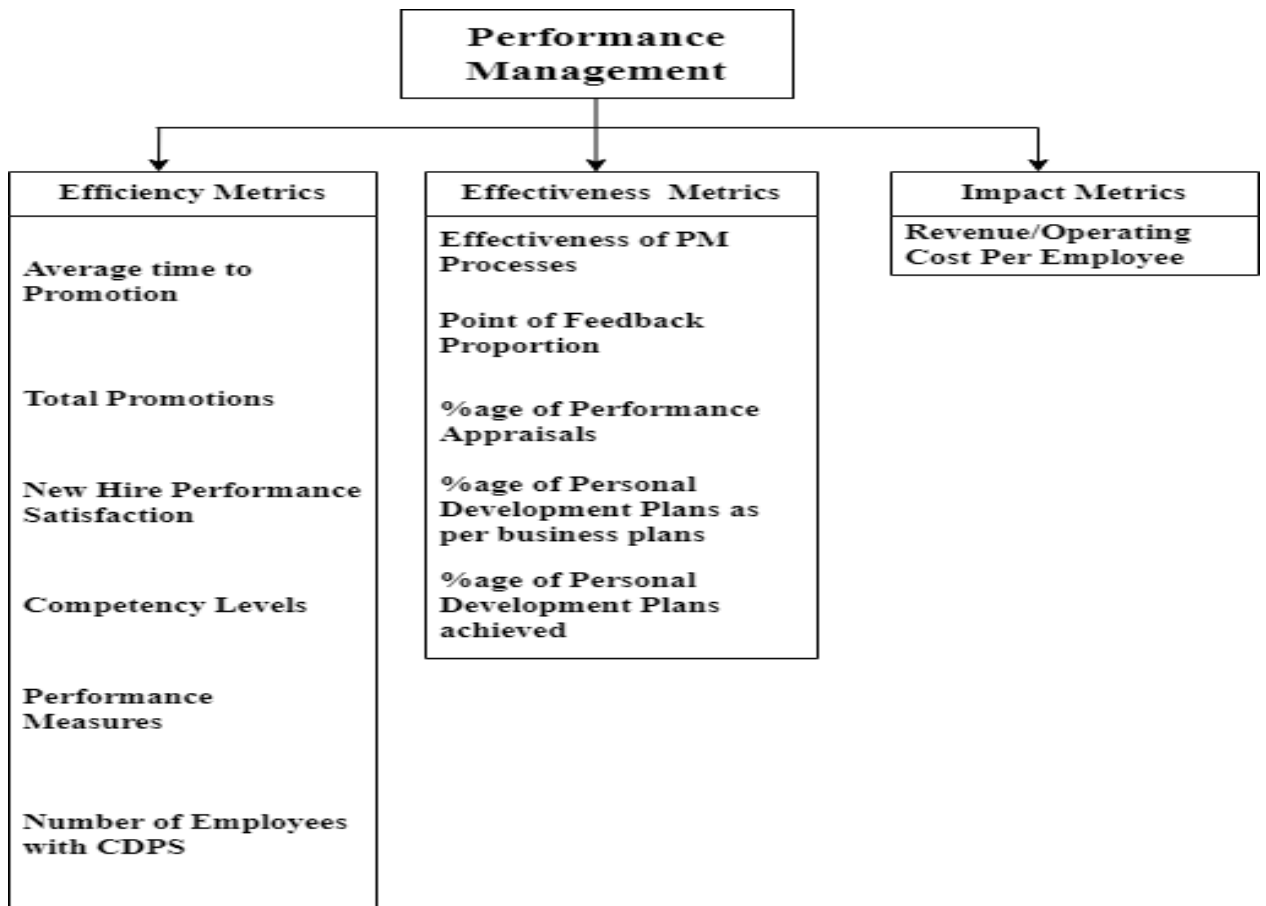 Performance
Management
Efficiency Metrics
Average time to
Promotion
Total Promotions
New Hire Performance
Satisfaction
Competency Levels
Performance
Measures
Number of Employees
with CDPS
Effectiveness Metrics
Effectiveness of PM
Processes
Point of Feedback
Proportion
%age of Performance
Appraisals
%age of Personal
Development Plans as
per business plans
%age of Personal
Development Plans
achieved
Impact Metrics
Revenue/Operating
Cost Per Employee